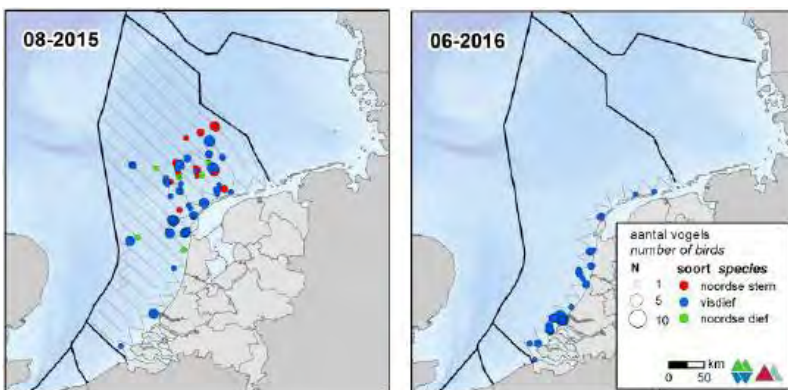 08-2015
06-2016
aantal vogels
number of birds
N soort species
1 noordse stern
5 visdief
10 noordse dief
km
0 50